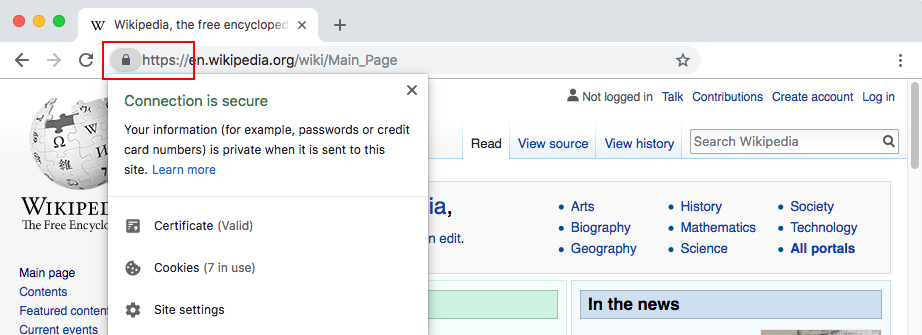 Wikipedia, the free encycloped
https://en.wikipedia.org/wiki/Main_Page
Connection is secure
Your information (for example, passwords or credit
card numbers) is private when it is sent to this
site. Learn more
Certificate (Valid)
Cookies (7 in use)
Site settings
Not logged in Talk Contributions Create account Log in
Read View source View history Search Wikipedia
WIKIPED
The Free Encyclo
Main page
Contents
Featured conten
Current events
ia,
n edit.
Arts History Society
Biography Mathematics Technology
Geography Science All portals
In the news